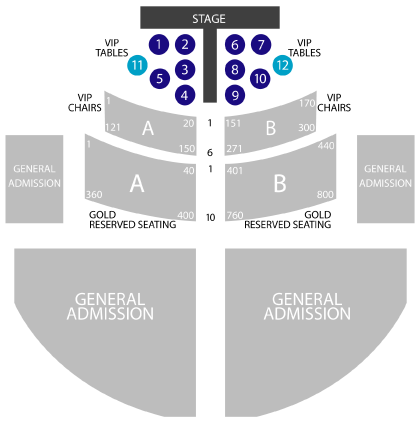 STAGE
VIP
TABLES
1 2 6 7
VIP
TABLES
11 3 8 12
5 10
4 9
VIP
CHAIRS
1 170
VIP
CHAIRS
121 A 20 1 151 B 300
150 6 271
1 440
GENERAL
ADMISSION
40 1 401
GENERAL
ADMISSION
A B
360 800
GOLD
RESERVED SEATING
400 10 760
GOLD
RESERVED SEATING
GENERAL
ADMISSION
GENERAL
ADMISSION